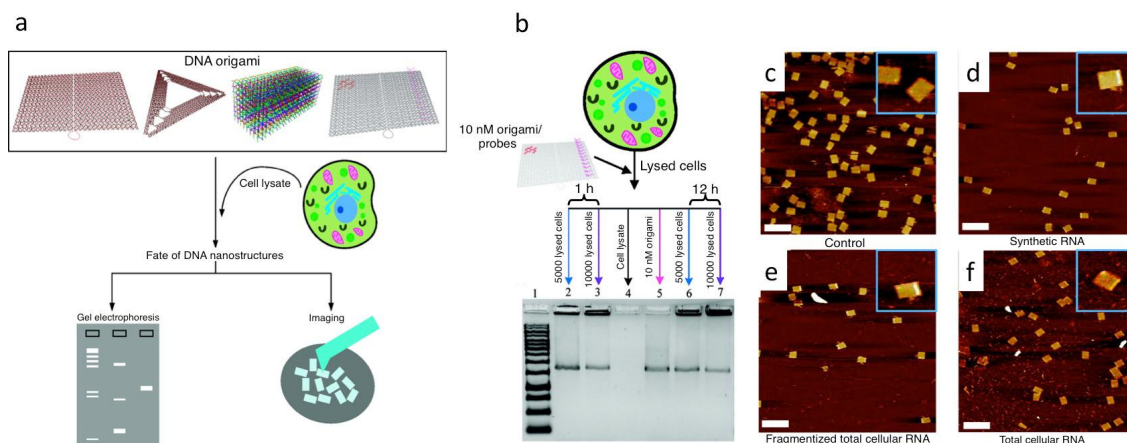 a
DNA origami
Cell lysate
Fate of DNA nanostructures
Gel electrophoresis
Imaging
b
10 nM origami/
probes
Lysed cells
1 h
12 h
5000 lysed cells
10000 lysed cells
Cell lysate
10 nM origami
5000 lysed cells
10000 lysed cells
1 2 3 4 5 6 7
c
Control
d
Synthetic RNA
e
Fragmentized total cellular RNA
f
Total cellular RNA